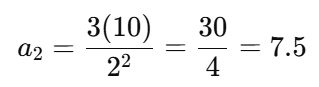 a₂ = 3(10)/2² = 30/4 = 7.5